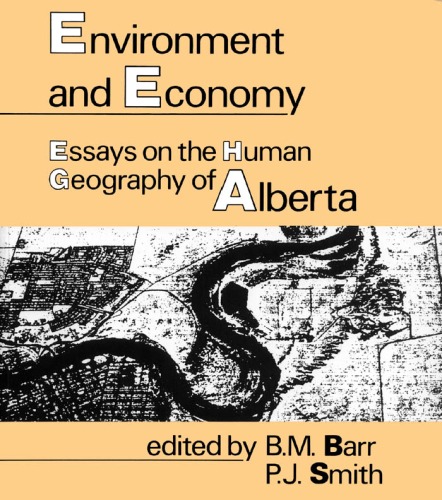 Environment
and Economy
Essays on the Human
Geography of Alberta
edited by B.M. Barr
P.J. Smith